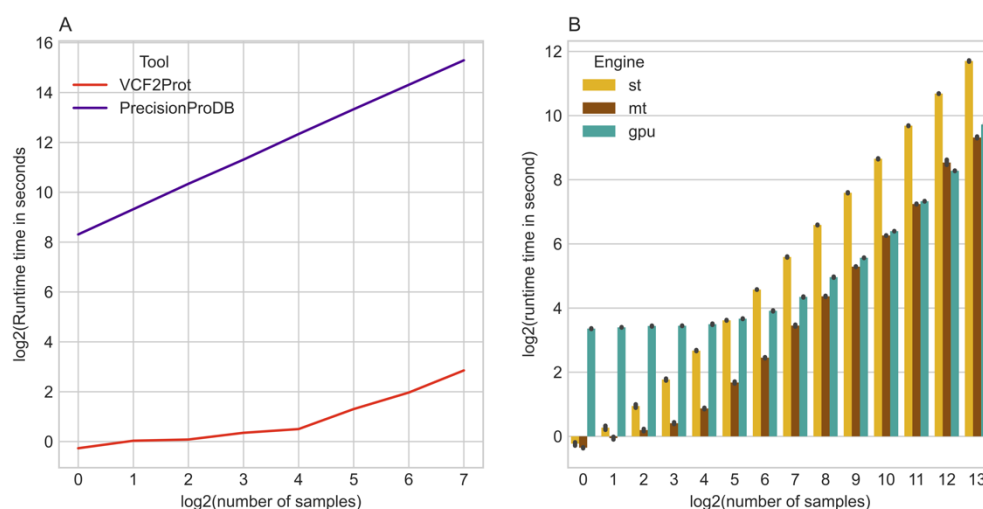 A
16
14
12
10
8
6
4
2
0
log2(Runtime time in seconds
Tool
VCF2Prot
PrecisionProDB
0 1 2 3 4 5 6 7
log2(number of samples)
B
12
10
8
6
4
2
0
log2(runtime time in second)
Engine
st
mt
gpu
0 1 2 3 4 5 6 7 8 9 10 11 12 13
log2(number of samples)